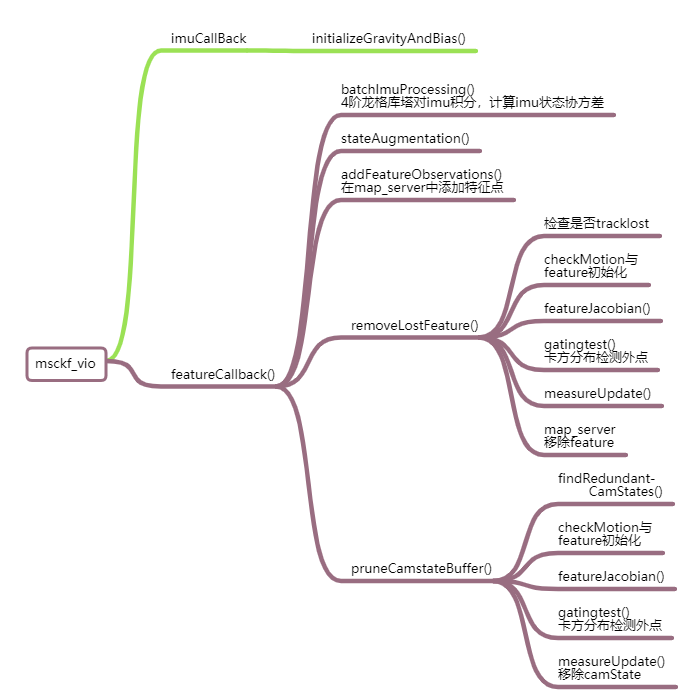 imuCallBack
initializeGravityAndBias()
batchImuProcessing()
4阶龙格库塔对imu积分，计算imu状态协方差
stateAugmentation()
addFeatureObservations()
在map_server中添加特征点
检查是否tracklost
checkMotion与
feature初始化
featureJacobian()
removeLostFeature()
gatingtest()
卡方分布检测外点
msckf_vio
featureCallback()
measureUpdate()
map_server
移除feature
findRedundant-
CamStates()
checkMotion与
feature初始化
pruneCamstateBuffer()
featureJacobian()
gatingtest()
卡方分布检测外点
measureUpdate()
移除camState